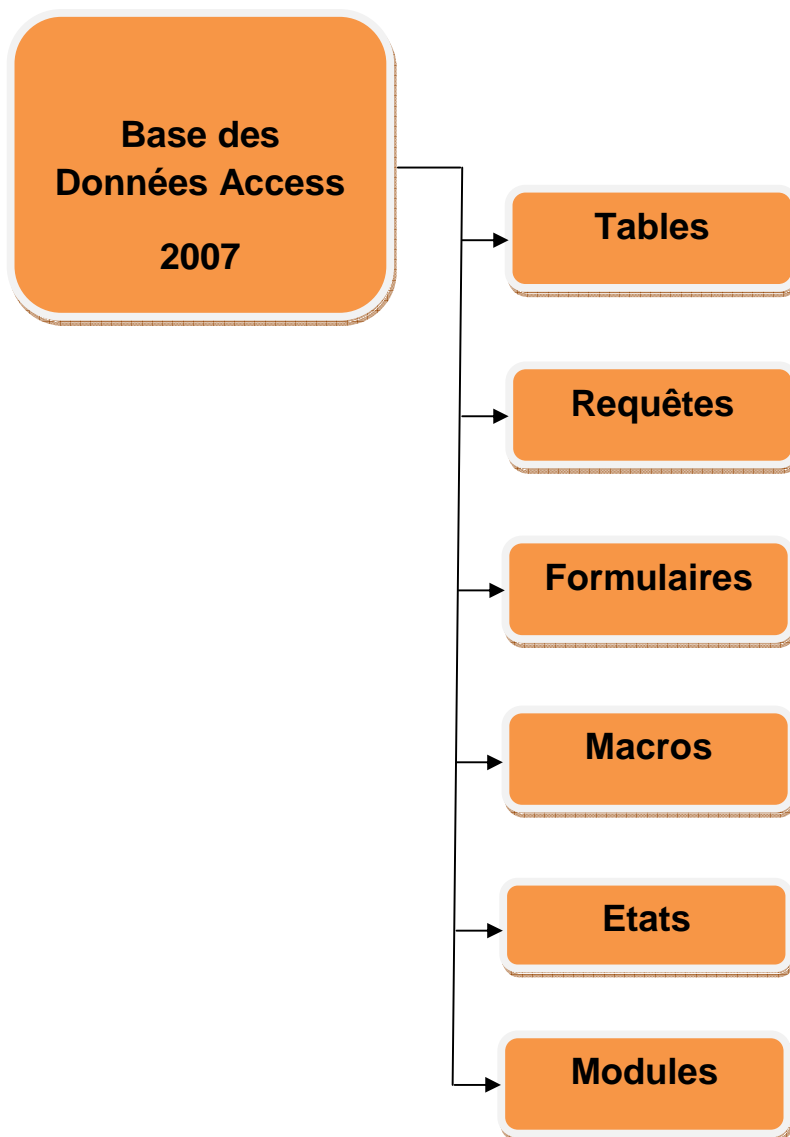 Base des
Données Access
2007
Tables
Requêtes
Formulaires
Macros
Etats
Modules